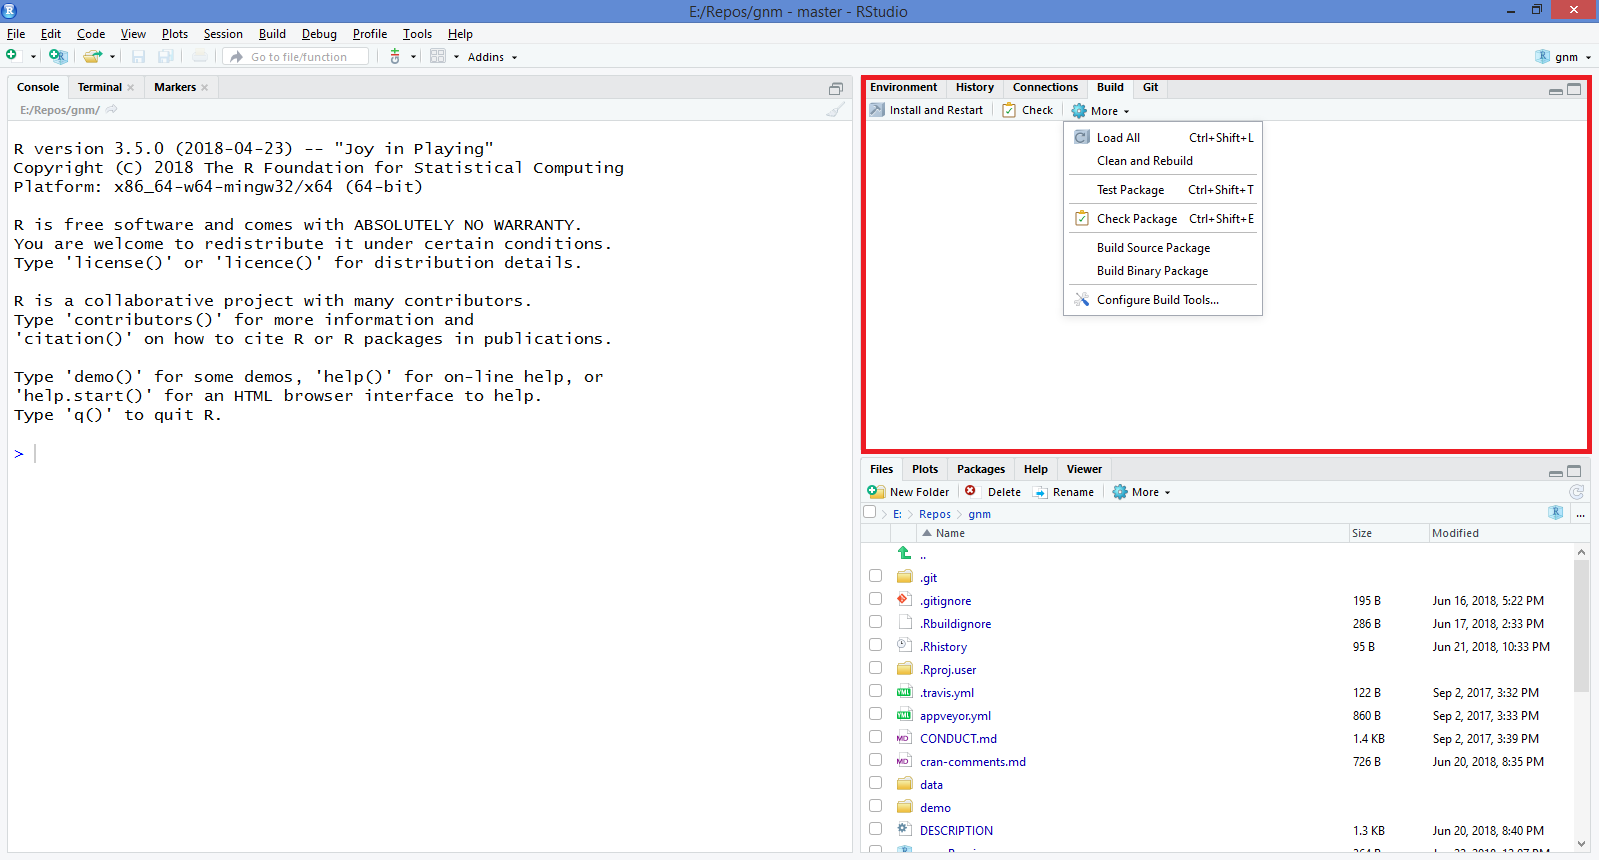 E:/Repos/gnm - master - RStudio
File Edit Code View Plots Session Build Debug Profile Tools Help
Go to file/function Addins gnm
Console Terminal Markers
E:/Repos/gnm/
R version 3.5.0 (2018-04-23) -- "Joy in Playing"
Copyright (C) 2018 The R Foundation for Statistical Computing
Platform: x86_64-w64-mingw32/x64 (64-bit)
R is free software and comes with ABSOLUTELY NO WARRANTY.
You are welcome to redistribute it under certain conditions.
Type 'license()' or 'licence()' for distribution details.
R is a collaborative project with many contributors.
Type 'contributors()' for more information and
'citation()' on how to cite R or R packages in publications.
Type 'demo()' for some demos, 'help()' for on-line help, or
'help.start()' for an HTML browser interface to help.
Type 'q()' to quit R.
>
Environment History Connections Build Git
Install and Restart Check More
Load All Ctrl+Shift+L
Clean and Rebuild
Test Package Ctrl+Shift+T
Check Package Ctrl+Shift+E
Build Source Package
Build Binary Package
Configure Build Tools...
Files Plots Packages Help Viewer
New Folder Delete Rename More
E: Repos gnm ...
Name Size Modified
..
.git
.gitignore 195 B Jun 16, 2018, 5:22 PM
.Rbuildignore 286 B Jun 17, 2018, 2:33 PM
.Rhistory 95 B Jun 21, 2018, 10:33 PM
.Rproj.user
.travis.yml 122 B Sep 2, 2017, 3:32 PM
appveyor.yml 860 B Sep 2, 2017, 3:33 PM
CONDUCT.md 1.4 KB Sep 2, 2017, 3:39 PM
cran-comments.md 726 B Jun 20, 2018, 8:35 PM
data
demo
DESCRIPTION 1.3 KB Jun 20, 2018, 8:40 PM